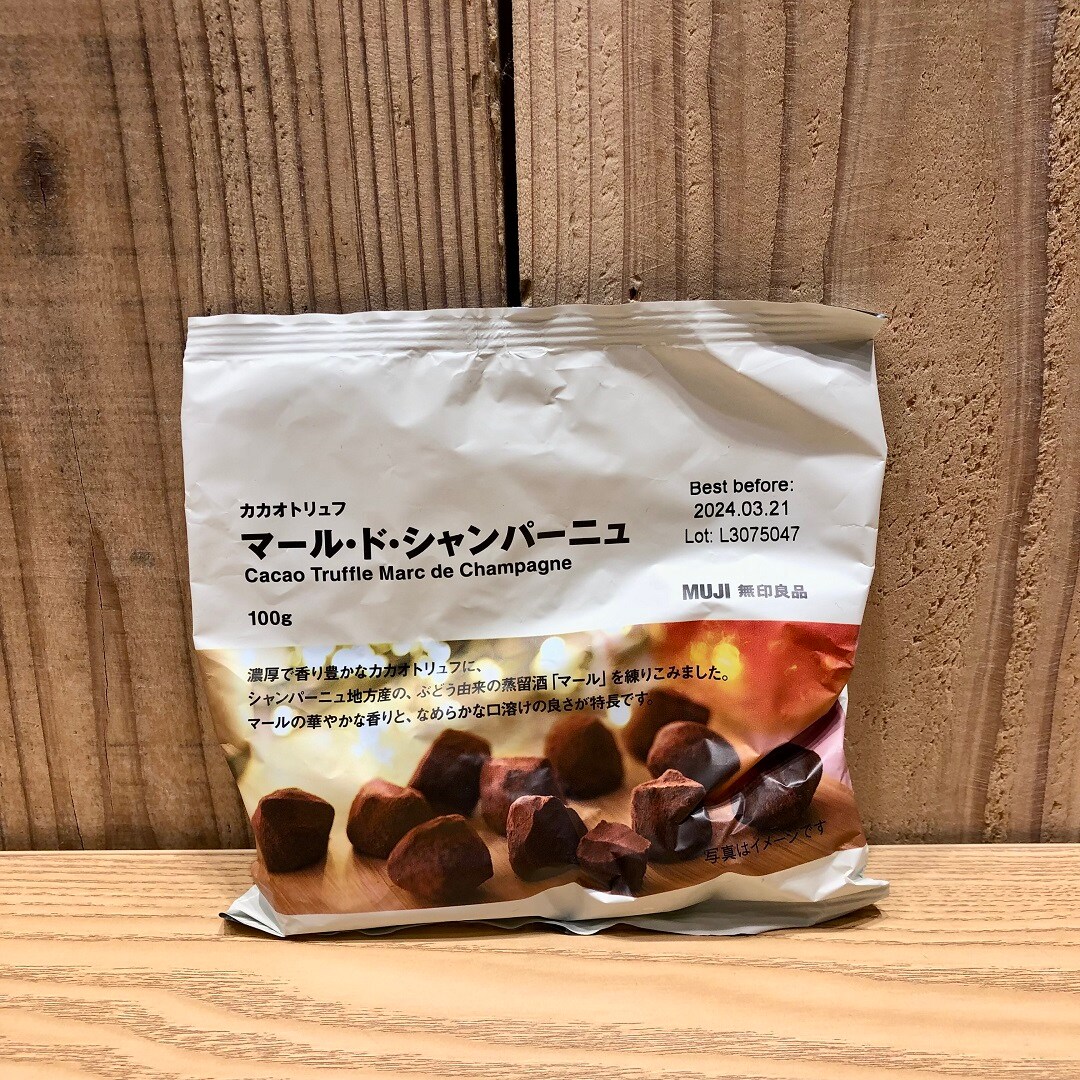 カカオトリュフ
マール・ド・シャンパーニュ
Cacao Truffle Marc de Champagne
100g
Best before:
2024.03.21
Lot: L3075047
MUJI 無印良品
濃厚で香り豊かなカカオトリュフに、
シャンパーニュ地方産の、ぶどう由来の蒸留酒「マール」を練りこみました。
マールの華やかな香りと、なめらかな口溶けの良さが特長です。
写真はイメージです